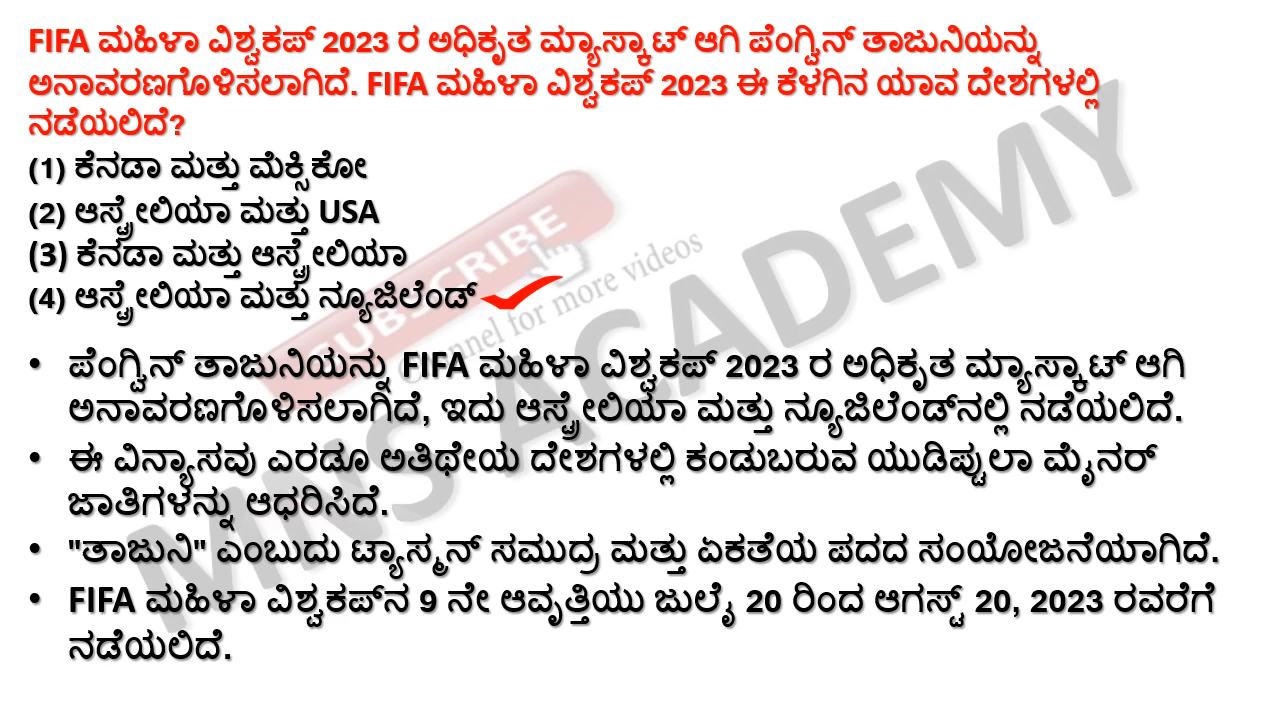 FIFA ಮಹಿಳಾ ವಿಶ್ವಕಪ್ 2023 ರ ಅಧಿಕೃತ ಮ್ಯಾಸ್ಕಾಟ್ ಆಗಿ ಪೆಂಗ್ವಿನ್ ತಾಜುನಿಯನ್ನು
ಅನಾವರಣಗೊಳಿಸಲಾಗಿದೆ. FIFA ಮಹಿಳಾ ವಿಶ್ವಕಪ್ 2023 ಈ ಕೆಳಗಿನ ಯಾವ ದೇಶಗಳಲ್ಲಿ
ನಡೆಯಲಿದೆ?
(1) ಕೆನಡಾ ಮತ್ತು ಮೆಕ್ಸಿಕೋ
(2) ಆಸ್ಟ್ರೇಲಿಯಾ ಮತ್ತು USA
(3) ಕೆನಡಾ ಮತ್ತು ಆಸ್ಟ್ರೇಲಿಯಾ
(4) ಆಸ್ಟ್ರೇಲಿಯಾ ಮತ್ತು ನ್ಯೂಜಿಲೆಂಡ್
• ಪೆಂಗ್ವಿನ್ ತಾಜುನಿಯನ್ನು FIFA ಮಹಿಳಾ ವಿಶ್ವಕಪ್ 2023 ರ ಅಧಿಕೃತ ಮ್ಯಾಸ್ಕಾಟ್ ಆಗಿ
ಅನಾವರಣಗೊಳಿಸಲಾಗಿದೆ, ಇದು ಆಸ್ಟ್ರೇಲಿಯಾ ಮತ್ತು ನ್ಯೂಜಿಲೆಂಡ್‌ನಲ್ಲಿ ನಡೆಯಲಿದೆ.
• ಈ ವಿನ್ಯಾಸವು ಎರಡೂ ಅತಿಥೇಯ ದೇಶಗಳಲ್ಲಿ ಕಂಡುಬರುವ ಯುಡಿಪ್ಟುಲಾ ಮೈನರ್
ಜಾತಿಗಳನ್ನು ಆಧರಿಸಿದೆ.
• "ತಾಜುನಿ" ಎಂಬುದು ಟ್ಯಾಸ್ಮನ್ ಸಮುದ್ರ ಮತ್ತು ಏಕತೆಯ ಪದದ ಸಂಯೋಜನೆಯಾಗಿದೆ.
• FIFA ಮಹಿಳಾ ವಿಶ್ವಕಪ್‌ನ 9 ನೇ ಆವೃತ್ತಿಯು ಜುಲೈ 20 ರಿಂದ ಆಗಸ್ಟ್ 20, 2023 ರವರೆಗೆ
ನಡೆಯಲಿದೆ.
SUBSCRIBE
Channel for more videos
MNS ACADEMY